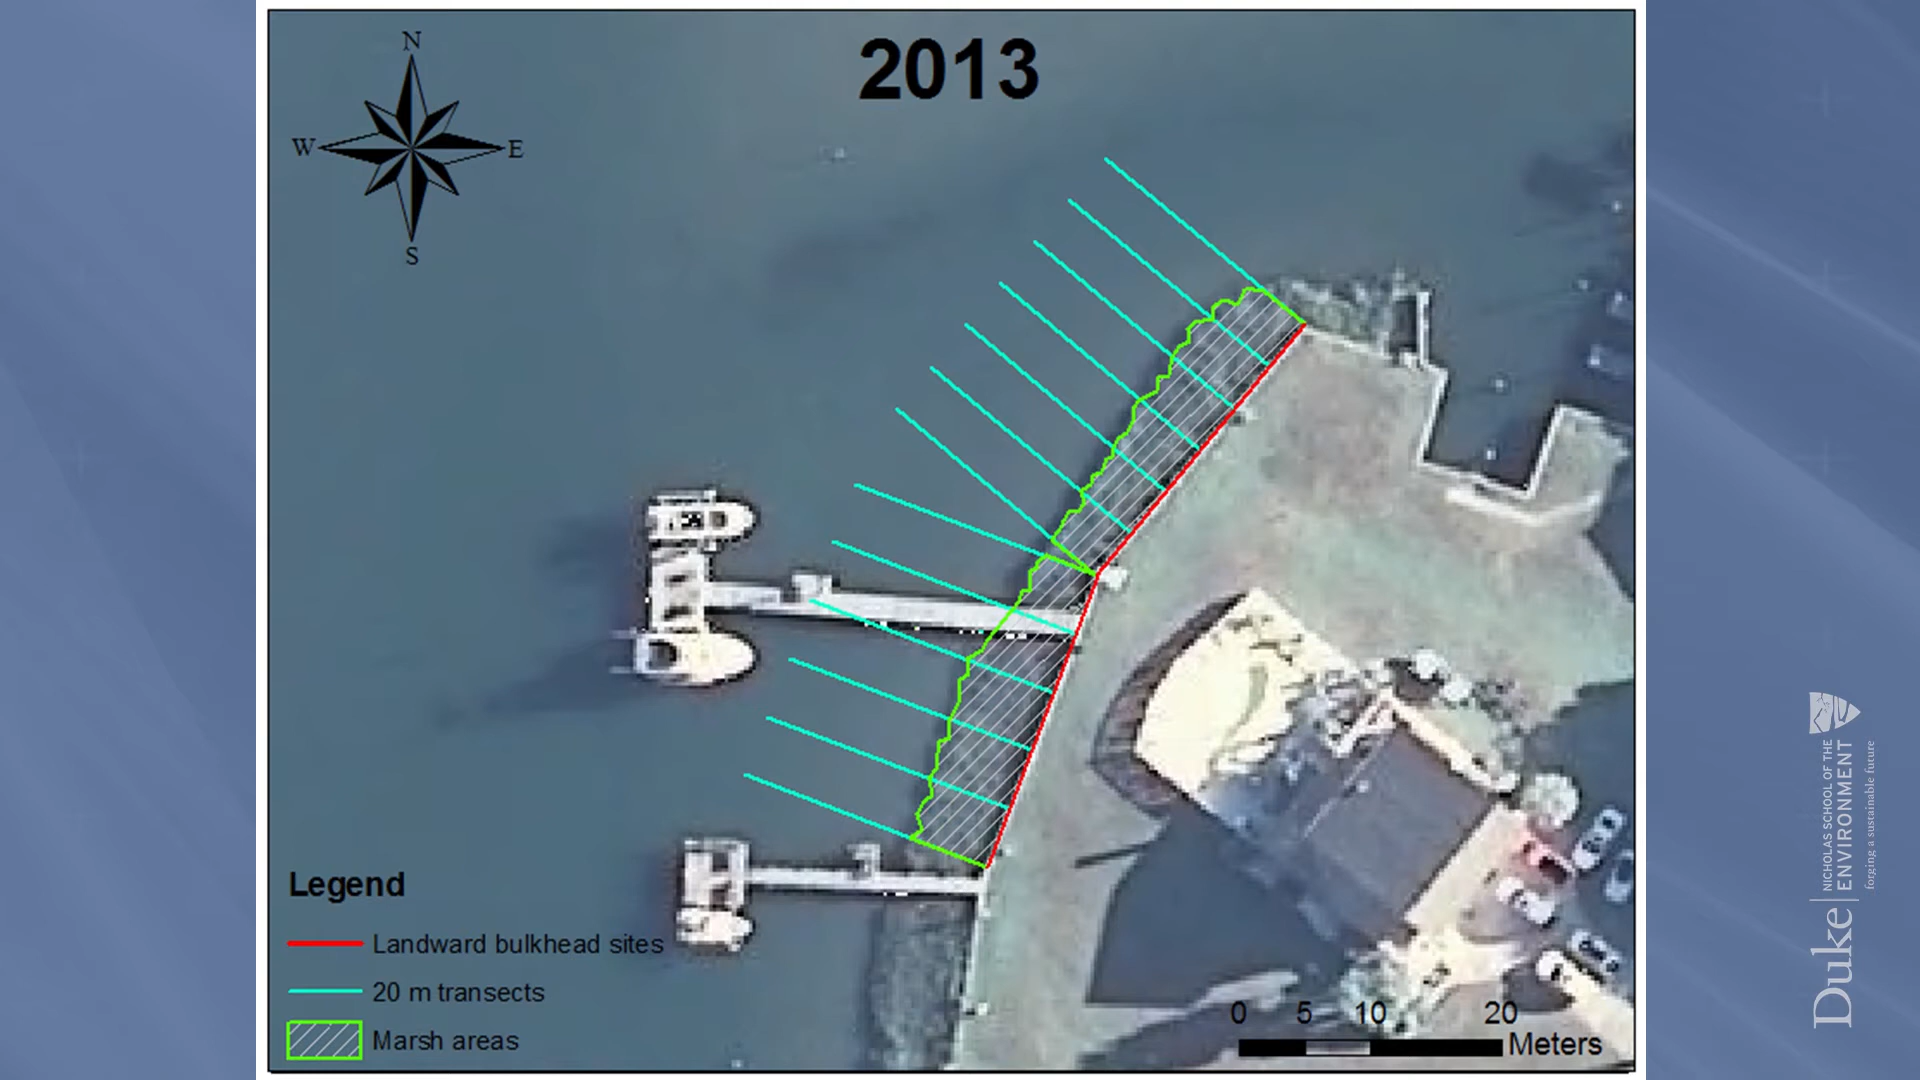 2013
N
W
E
S
Legend
Landward bulkhead sites
20 m transects
Marsh areas
0 5 10 20
Meters
Duke
NICHOLAS SCHOOL OF THE
ENVIRONMENT
forging a sustainable future